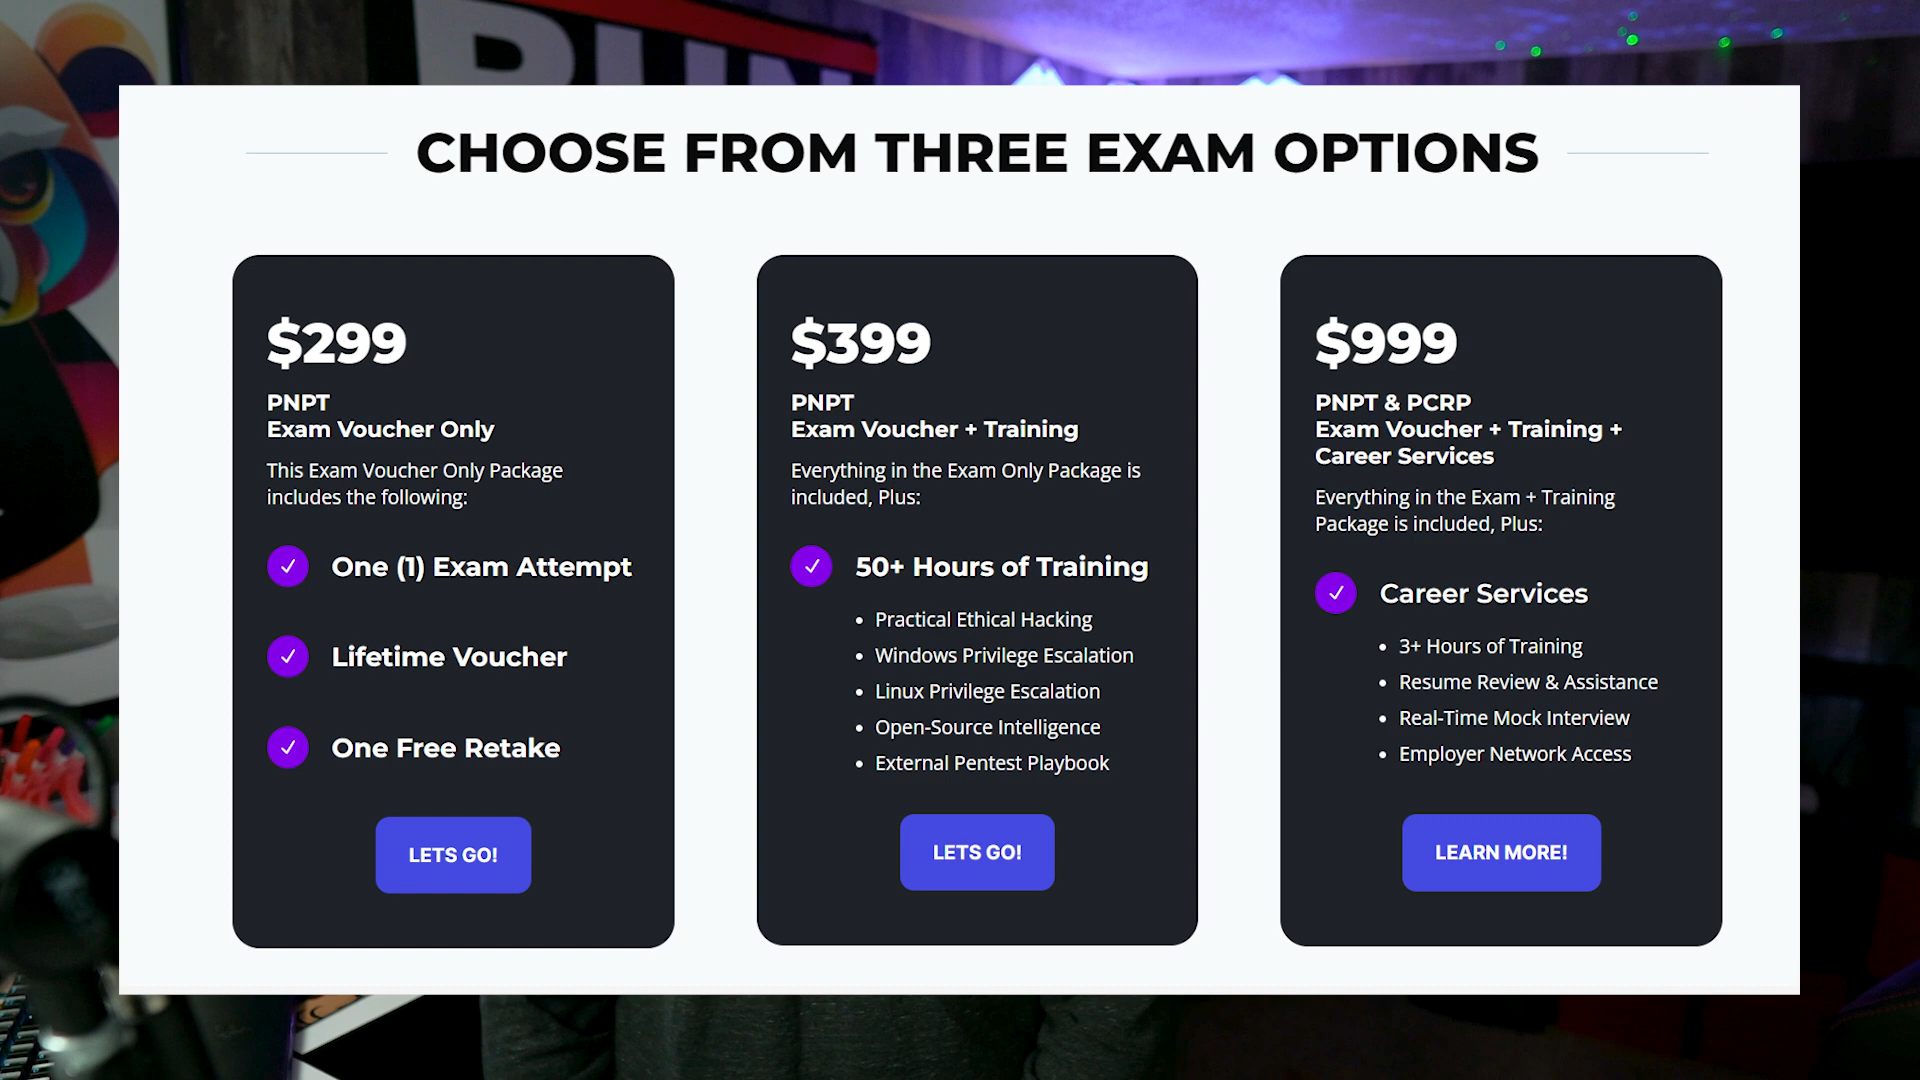 RUN
CHOOSE FROM THREE EXAM OPTIONS
$299
PNPT
Exam Voucher Only
This Exam Voucher Only Package
includes the following:
One (1) Exam Attempt
Lifetime Voucher
One Free Retake
LETS GO!
$399
PNPT
Exam Voucher + Training
Everything in the Exam Only Package is
included, Plus:
50+ Hours of Training
• Practical Ethical Hacking
• Windows Privilege Escalation
• Linux Privilege Escalation
• Open-Source Intelligence
• External Pentest Playbook
LETS GO!
$999
PNPT & PCRP
Exam Voucher + Training +
Career Services
Everything in the Exam + Training
Package is included, Plus:
Career Services
• 3+ Hours of Training
• Resume Review & Assistance
• Real-Time Mock Interview
• Employer Network Access
LEARN MORE!